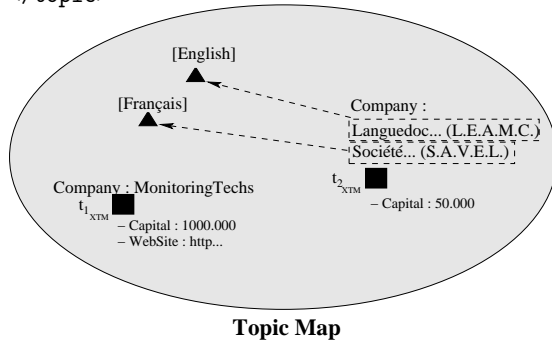 </topic>
[English]
[Français]
Company :
Languedoc... (L.E.A.M.C.)
Société... (S.A.V.E.L.)
Company : MonitoringTechs
t1XTM
t2XTM
– Capital : 1000.000
– WebSite : http...
– Capital : 50.000
Topic Map